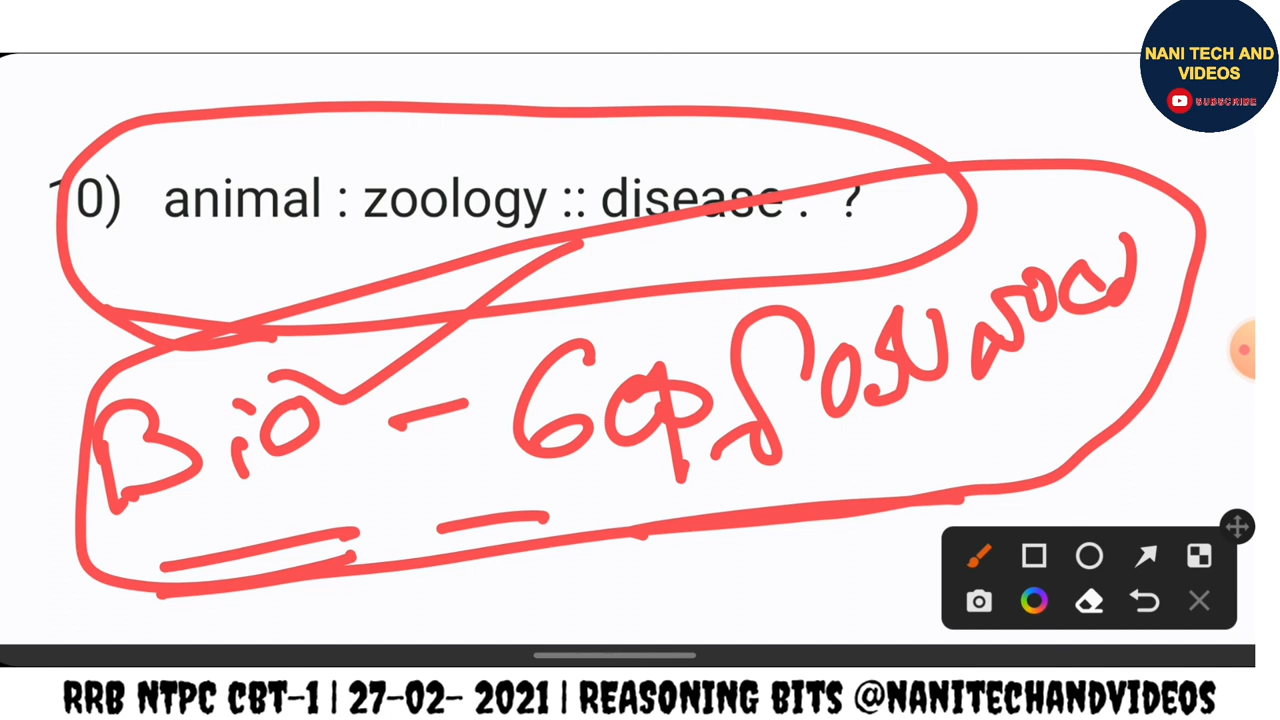 NANI TECH AND
VIDEOS
SUBSCRIBE
10) animal : zoology :: disease : ?
Bio -
RRB NTPC CBT-1 | 27-02- 2021 | REASONING BITS @NANITECHANDVIDEOS